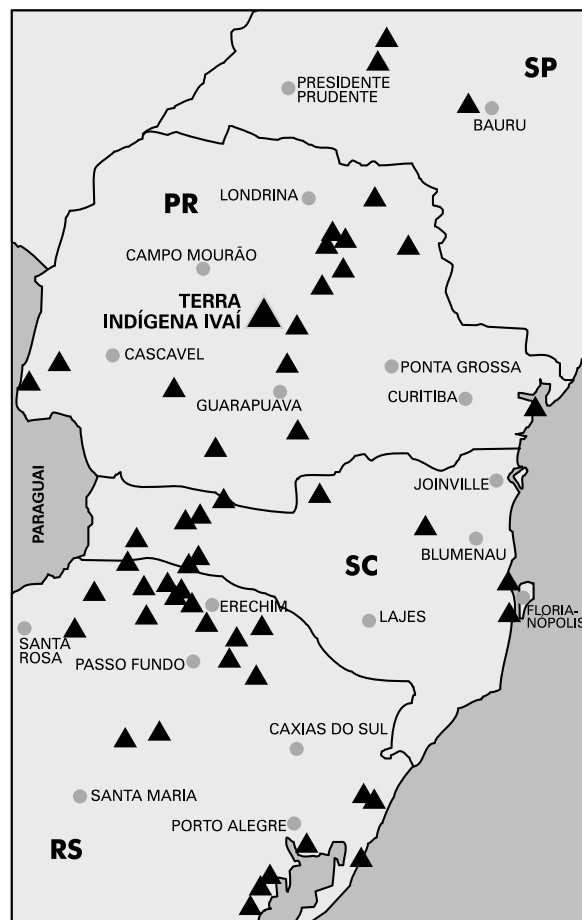 SP
PRESIDENTE
PRUDENTE
BAURU
LONDRINA
PR
CAMPO MOURÃO
TERRA
INDÍGENA IVAÍ
CASCAVEL
PONTA GROSSA
GUARAPUAVA
CURITIBA
PARAGUAI
JOINVILLE
BLUMENAU
SC
ERECHIM
FLORIA-
NÓPOLIS
LAJES
SANTA
ROSA
PASSO FUNDO
CAXIAS DO SUL
SANTA MARIA
PORTO ALEGRE
RS